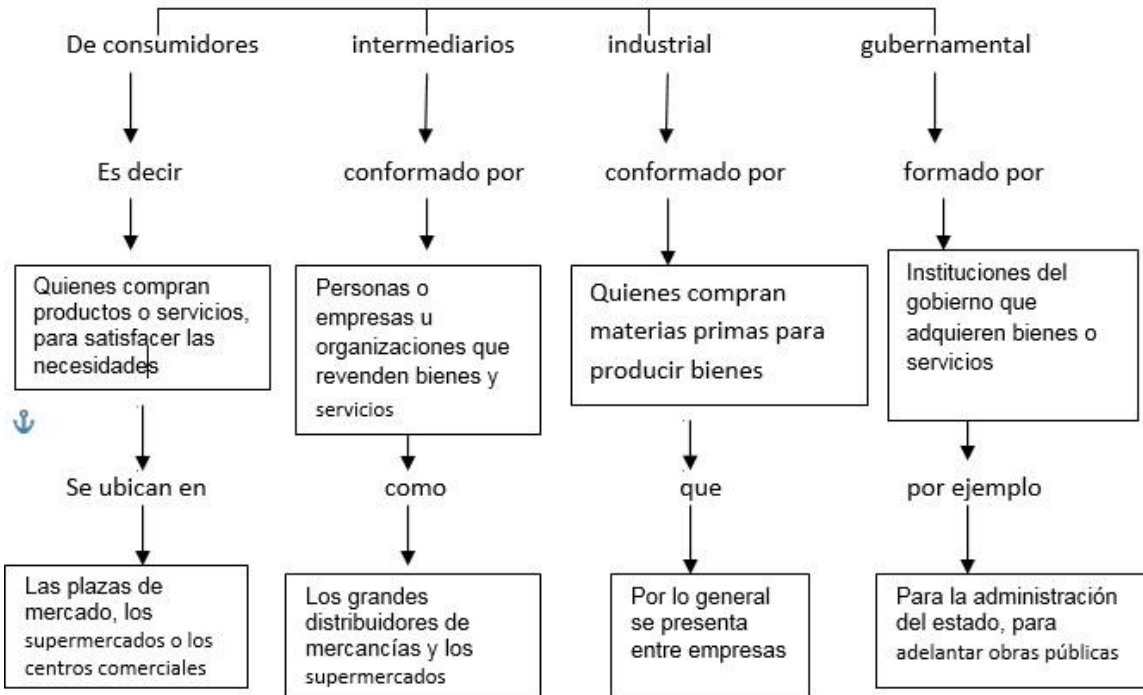 De consumidores
intermediarios
industrial
gubernamental
Es decir
conformado por
conformado por
formado por
Quienes compran
productos o servicios,
para satisfacer las
necesidades
Personas o
empresas u
organizaciones que
revenden bienes y
servicios
Quienes compran
materias primas para
producir bienes
Instituciones del
gobierno que
adquieren bienes o
servicios
Se ubican en
como
que
por ejemplo
Las plazas de
mercado, los
supermercados o los
centros comerciales
Los grandes
distribuidores de
mercancías y los
supermercados
Por lo general
se presenta
entre empresas
Para la administración
del estado, para
adelantar obras públicas